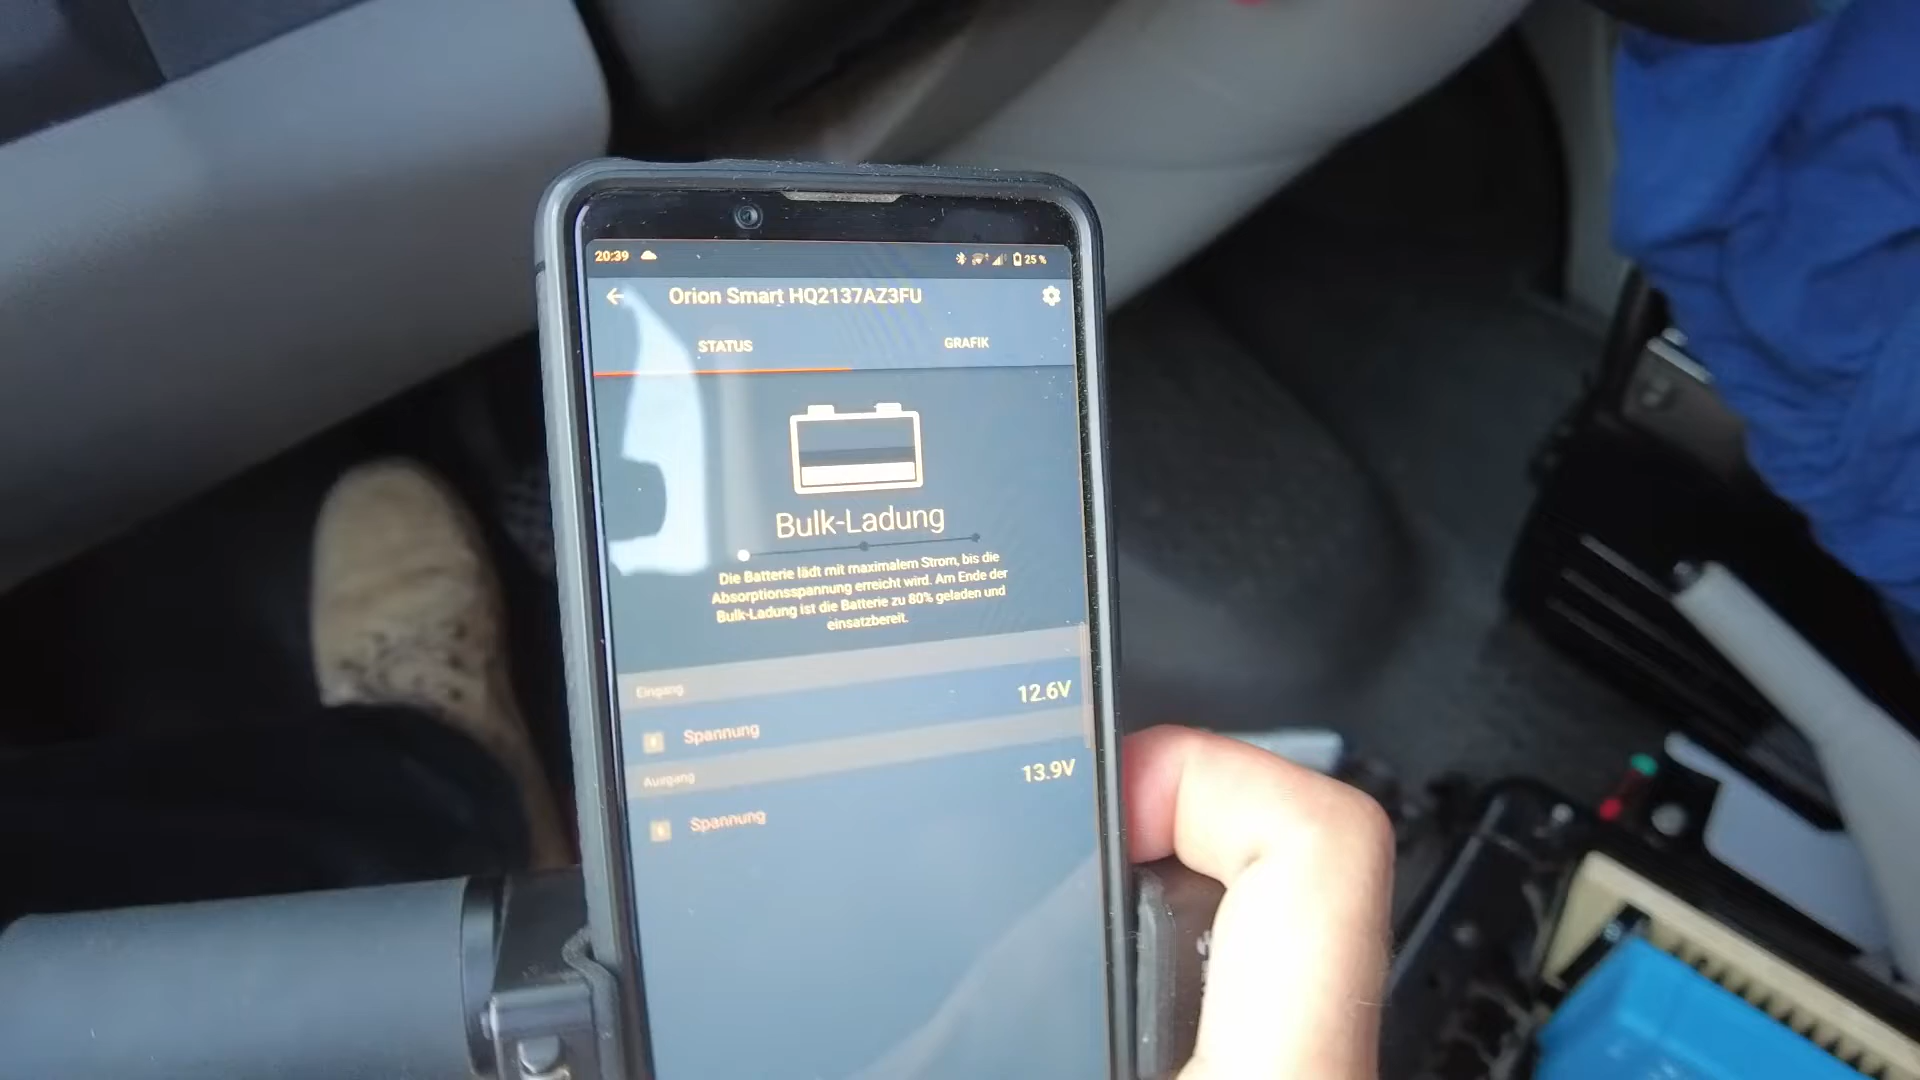 20:39
25 %
Orion Smart HQ2137AZ3FU
STATUS
GRAFIK
Bulk-Ladung
Die Batterie lädt mit maximalem Strom, bis die
Absorptionsspannung erreicht wird. Am Ende der
Bulk-Ladung ist die Batterie zu 80% geladen und
einsatzbereit.
Eingang
Spannung
12.6V
Ausgang
Spannung
13.9V